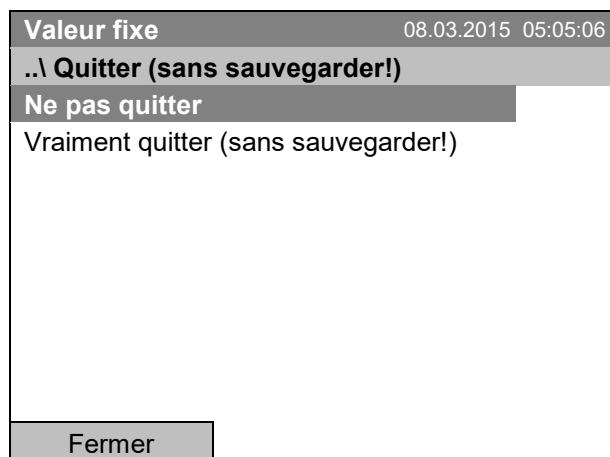 Valeur fixe 08.03.2015 05:05:06
..\ Quitter (sans sauvegarder!)
Ne pas quitter
Vraiment quitter (sans sauvegarder!)
Fermer